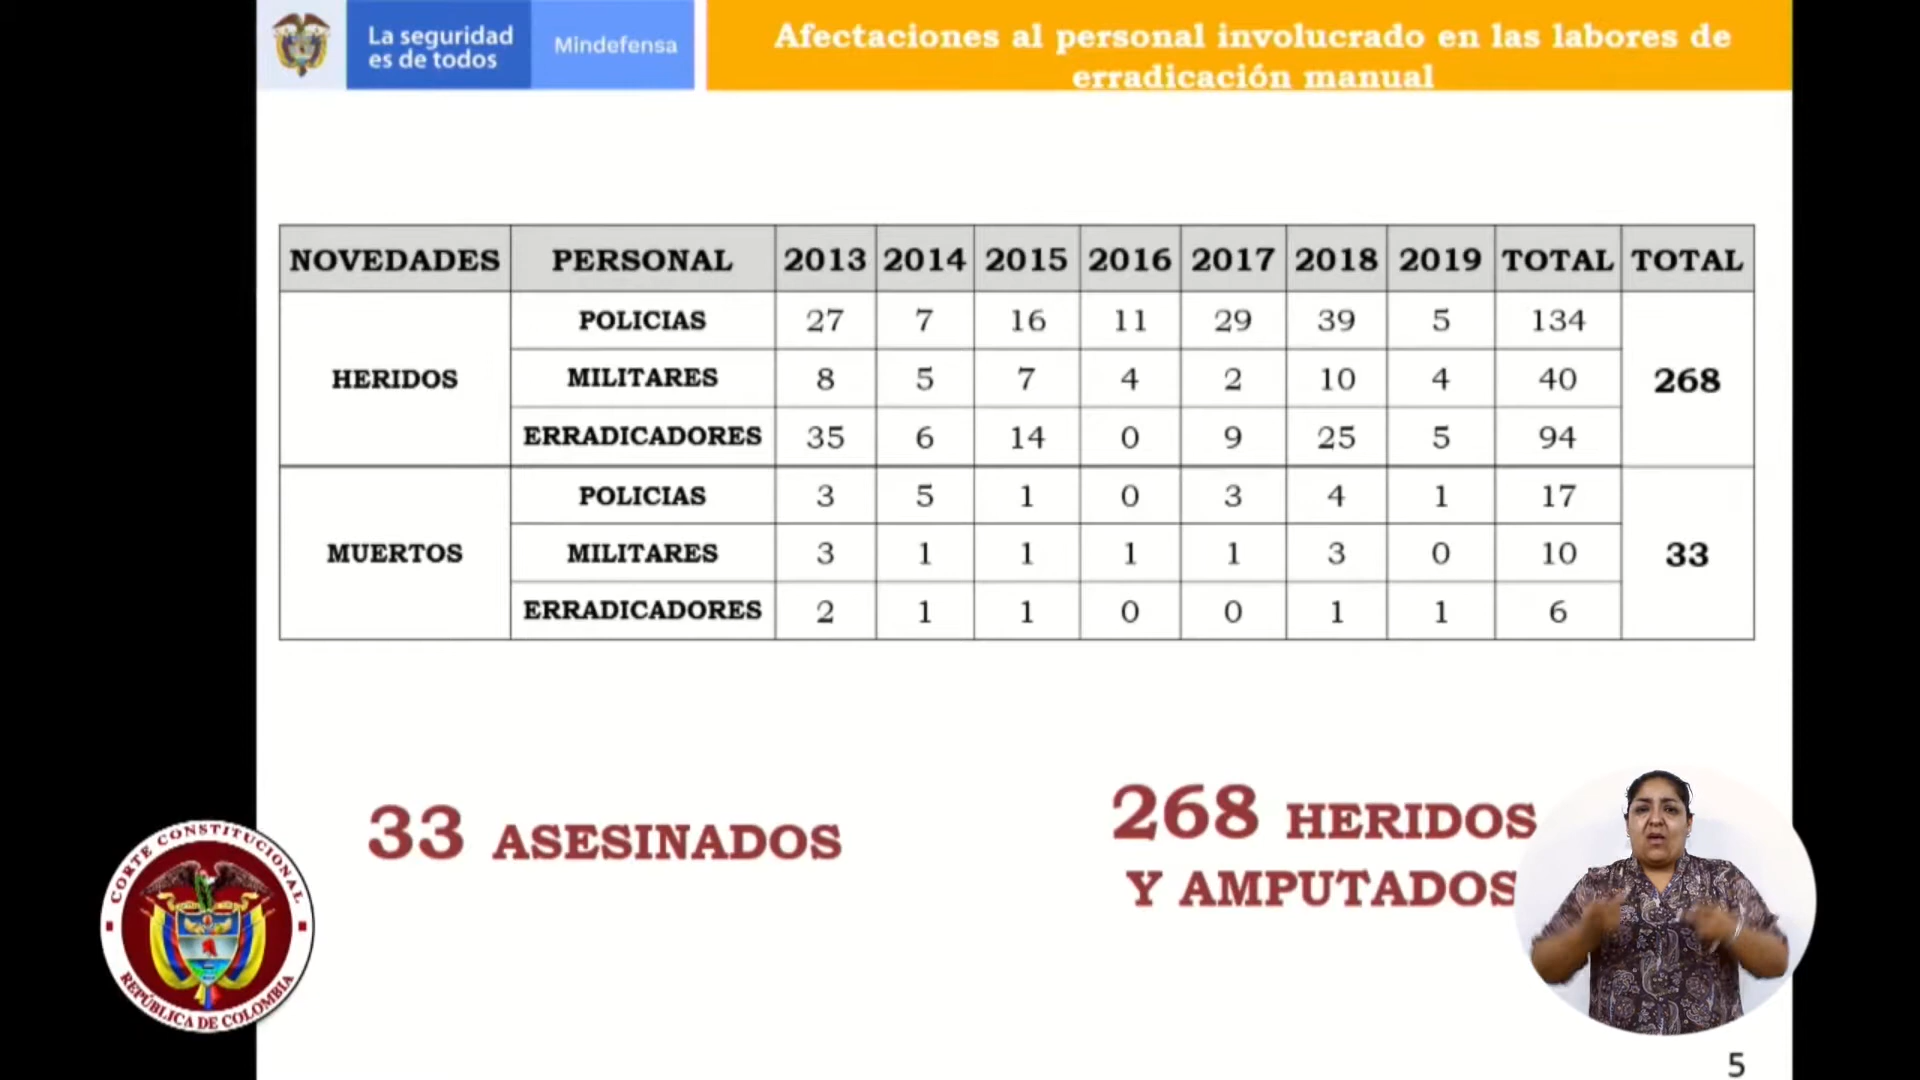 La seguridad
es de todos
Mindefensa
Afectaciones al personal involucrado en las labores de
erradicación manual
NOVEDADES PERSONAL 2013 2014 2015 2016 2017 2018 2019 TOTAL TOTAL
HERIDOS POLICIAS 27 7 16 11 29 39 5 134 268
MILITARES 8 5 7 4 2 10 4 40
ERRADICADORES 35 6 14 0 9 25 5 94
MUERTOS POLICIAS 3 5 1 0 3 4 1 17 33
MILITARES 3 1 1 1 1 3 0 10
ERRADICADORES 2 1 1 0 0 1 1 6
33 ASESINADOS
268 HERIDOS
Y AMPUTADOS
CORTE CONSTITUCIONAL
REPÚBLICA DE COLOMBIA
5